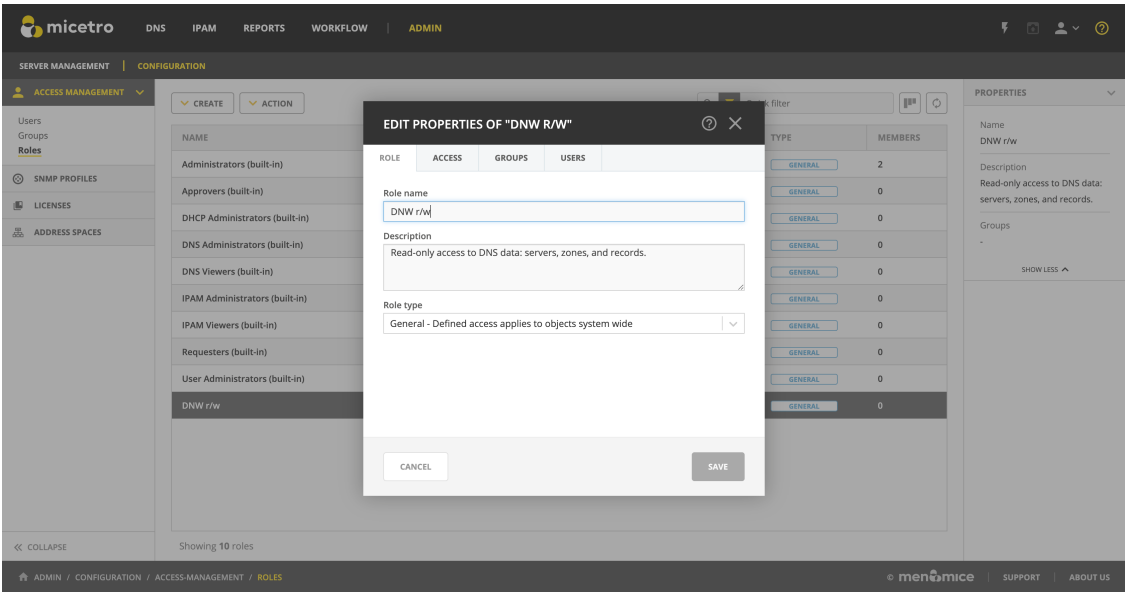 micetro DNS IPAM REPORTS WORKFLOW ADMIN
SERVER MANAGEMENT CONFIGURATION
ACCESS MANAGEMENT
Users
Groups
Roles
SNMP PROFILES
LICENSES
ADDRESS SPACES
COLLAPSE
CREATE ACTION filter
NAME TYPE MEMBERS
Administrators (built-in) GENERAL 2
Approvers (built-in) GENERAL 0
DHCP Administrators (built-in) GENERAL 0
DNS Administrators (built-in) GENERAL 0
DNS Viewers (built-in) GENERAL 0
IPAM Administrators (built-in) GENERAL 0
IPAM Viewers (built-in) GENERAL 0
Requesters (built-in) GENERAL 0
User Administrators (built-in) GENERAL 0
DNW r/w GENERAL 0
Showing 10 roles
EDIT PROPERTIES OF "DNW R/W"
ROLE ACCESS GROUPS USERS
Role name
DNW r/w
Description
Read-only access to DNS data: servers, zones, and records.
Role type
General - Defined access applies to objects system wide
CANCEL SAVE
PROPERTIES
Name
DNW r/w
Description
Read-only access to DNS data:
servers, zones, and records.
Groups
-
SHOW LESS
ADMIN / CONFIGURATION / ACCESS-MANAGEMENT / ROLES
© men&mice SUPPORT ABOUT US